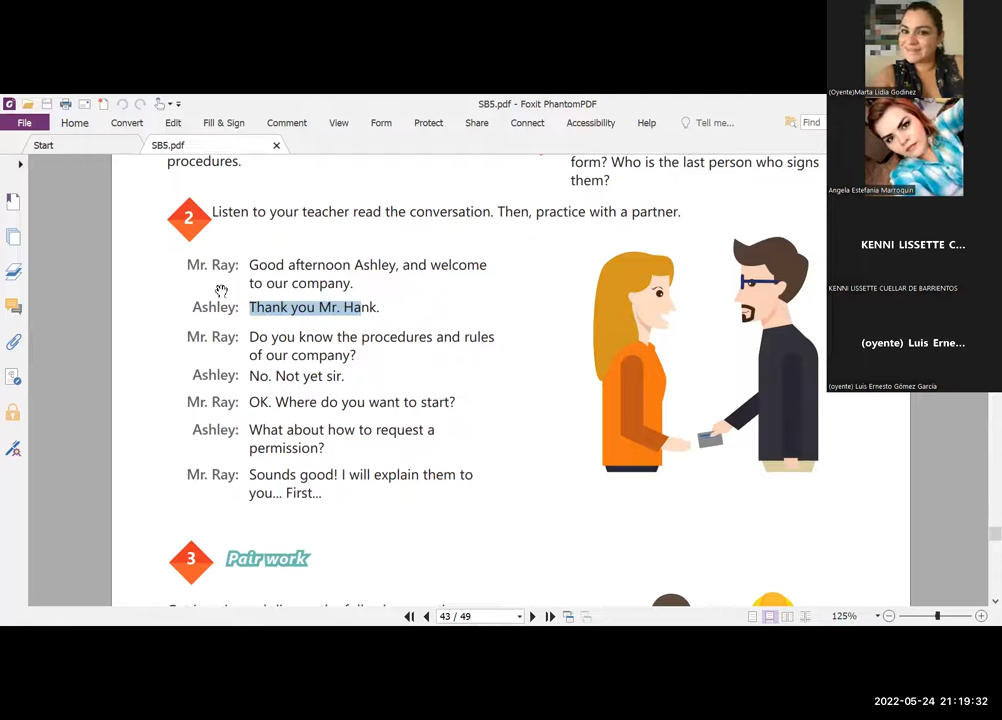 (Oyente)Marta Lidia Godinez
SB5.pdf - Foxit PhantomPDF
File Home Convert Edit Fill & Sign Comment View Form Protect Share Connect Accessibility Help Tell me... Find
Start SB5.pdf
procedures.
form? Who is the last person who signs
them?
Angela Estefania Marroquin
2 Listen to your teacher read the conversation. Then, practice with a partner.
KENNI LISSETTE C...
KENNI LISSETTE CUELLAR DE BARRIENTOS
(oyente) Luis Erne...
(oyente) Luis Ernesto Gómez García
Mr. Ray: Good afternoon Ashley, and welcome
to our company.
Ashley: Thank you Mr. Hank.
Mr. Ray: Do you know the procedures and rules
of our company?
Ashley: No. Not yet sir.
Mr. Ray: OK. Where do you want to start?
Ashley: What about how to request a
permission?
Mr. Ray: Sounds good! I will explain them to
you... First...
3 Pair work
43 / 49
125%
2022-05-24 21:19:32